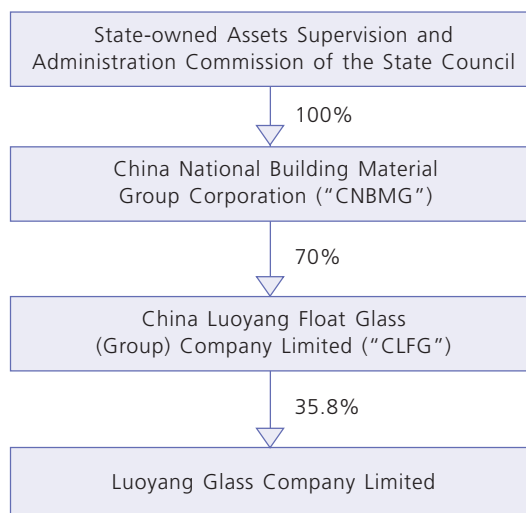 State-owned Assets Supervision and
Administration Commission of the State Council
100%
China National Building Material
Group Corporation (“CNBMG”)
70%
China Luoyang Float Glass
(Group) Company Limited (“CLFG”)
35.8%
Luoyang Glass Company Limited